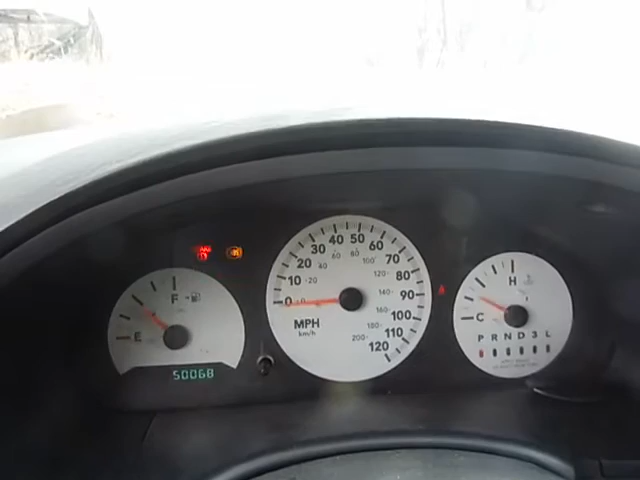 40 50 60
30 60 80 70
20 40 100 80
10 20 120 90
0 0 140 100
MPH 160 110
km/h 180 120
200
F
E
50068
H
C
P R N D 3 L